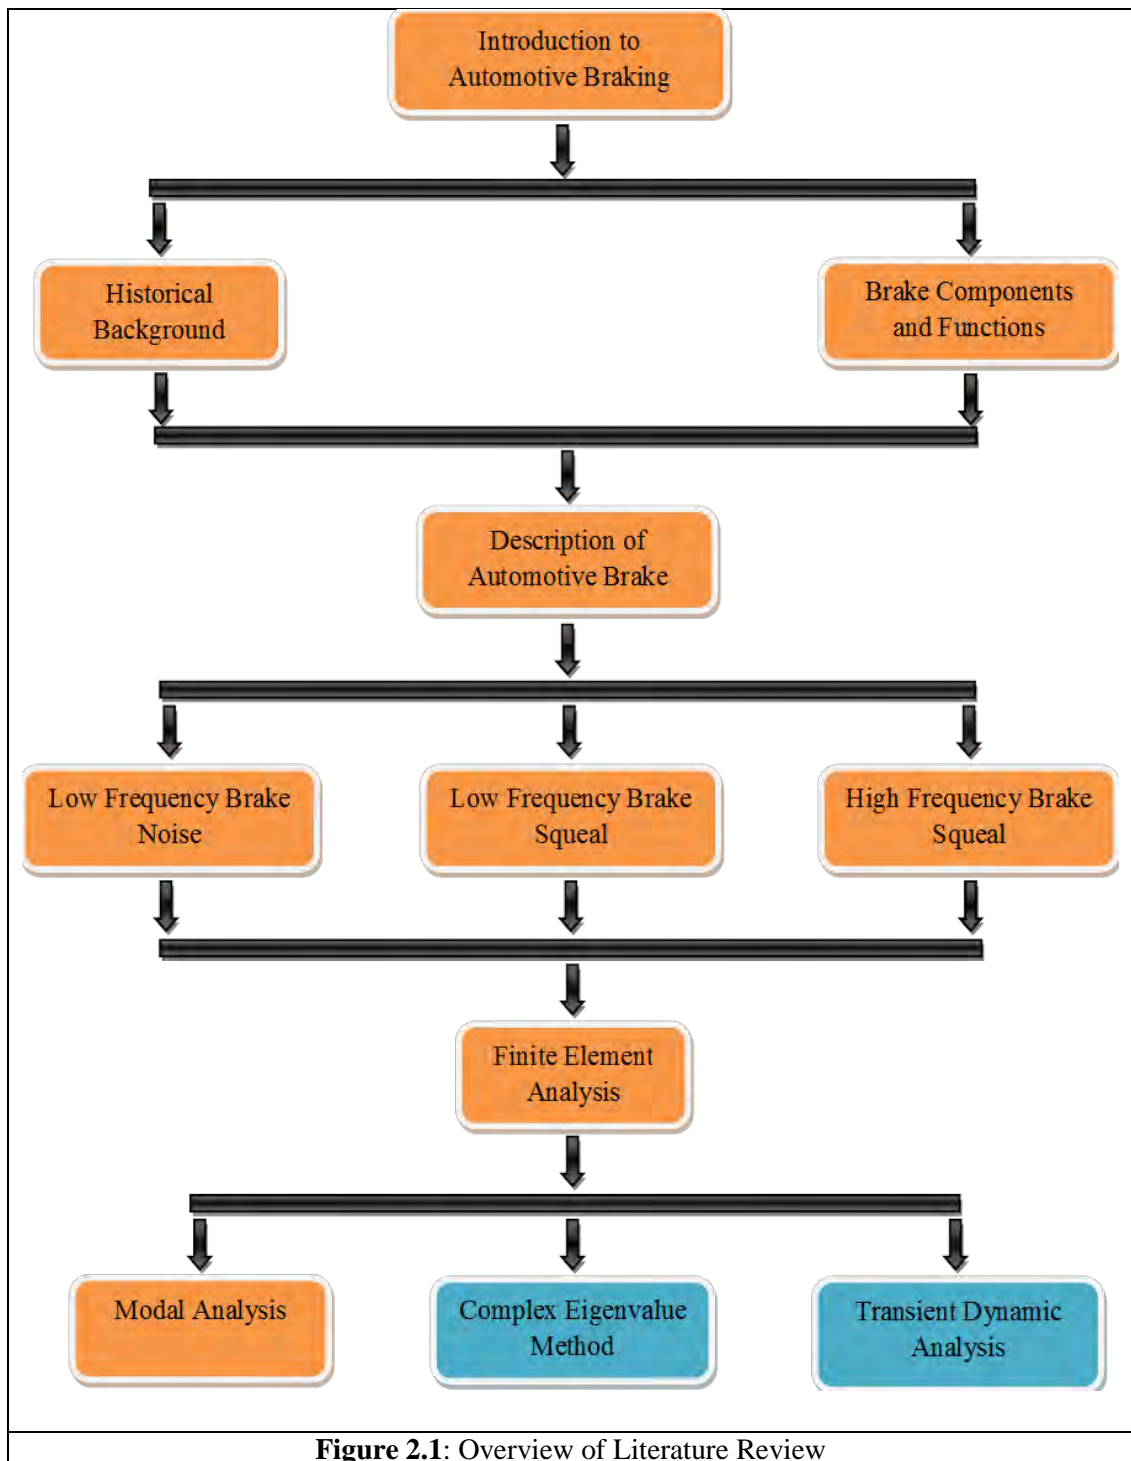 Introduction to
Automotive Braking
Historical
Background
Brake Components
and Functions
Description of
Automotive Brake
Low Frequency Brake
Noise
Low Frequency Brake
Squeal
High Frequency Brake
Squeal
Finite Element
Analysis
Modal Analysis
Complex Eigenvalue
Method
Transient Dynamic
Analysis
Figure 2.1: Overview of Literature Review